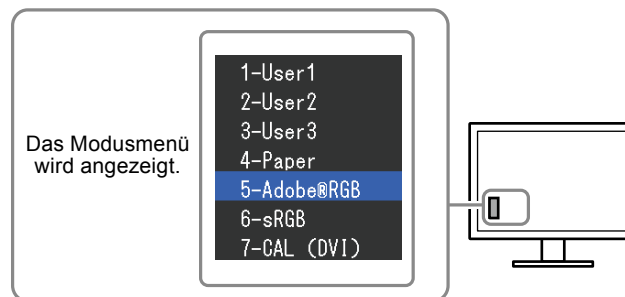 Das Modusmenü
wird angezeigt.
1-User1
2-User2
3-User3
4-Paper
5-Adobe®RGB
6-sRGB
7-CAL (DVI)